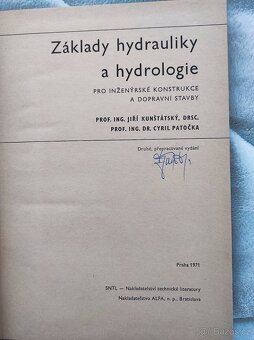 Základy hydrauliky
a hydrologie
PRO INŽENÝRSKÉ KONSTRUKCE
A DOPRAVNÍ STAVBY
PROF. ING. JIŘÍ KUNŠTÁTSKÝ, DRSC.
PROF. ING. DR. CYRIL PATOČKA
Druhé, přepracované vydání
Praha 1971
SNTL — Nakladatelství technické literatury
Nakladatelstvo ALFA, n. p., Bratislava